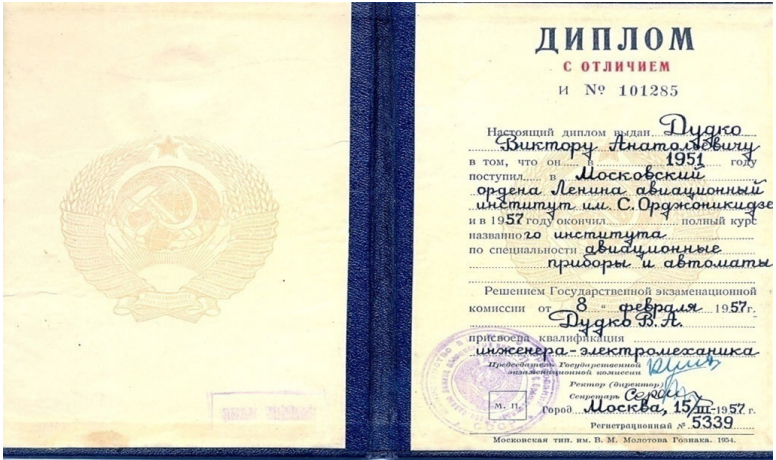 ДИПЛОМ
С ОТЛИЧИЕМ
И № 101285
Настоящий диплом выдан Дудко
Виктору Анатольевичу
в том, что он в 1951 году
поступил в Московский
ордена Ленина авиационный
институт им. С. Орджоникидзе
и в 1957 году окончил полный курс
названного института
по специальности авиационные
приборы и автоматы
Решением Государственной экзаменационной
комиссии от 8 " февраля 1957 г.
Дудко В.А.
присвоена квалификация
инженера-электромеханика
Председатель Государственной
экзаменационной комиссии
Ректор (директор)
Секретарь
М. П.
Город Москва, 15/III-1957 г.
Регистрационный № 5339
Московская тип. им. В. М. Молотова Гознака. 1954.